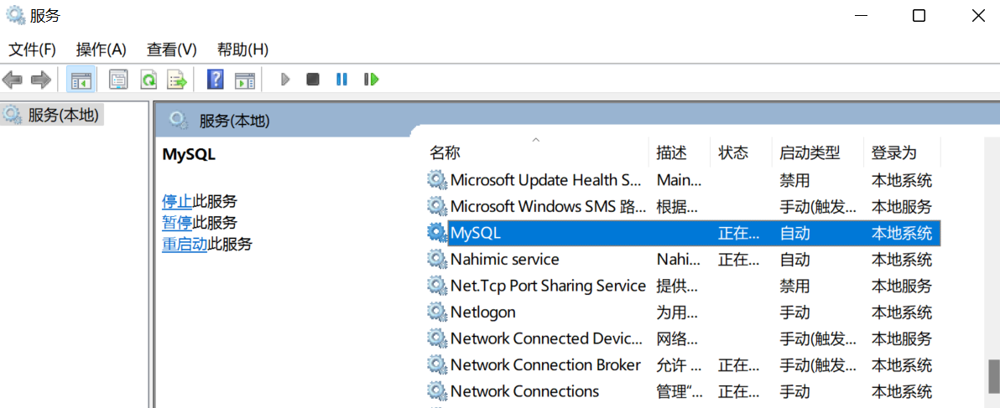 服务
文件(F) 操作(A) 查看(V) 帮助(H)
服务(本地)
服务(本地)
MySQL
停止此服务
暂停此服务
重启动此服务
名称 描述 状态 启动类型 登录为
Microsoft Update Health S... Main... 禁用 本地系统
Microsoft Windows SMS 路... 根据... 手动(触发... 本地服务
MySQL 正在... 自动 本地系统
Nahimic service Nahi... 正在... 自动 本地系统
Net.Tcp Port Sharing Service 提供... 禁用 本地服务
Netlogon 为用... 手动 本地系统
Network Connected Devic... 网络... 手动(触发... 本地服务
Network Connection Broker 允许 ... 正在... 手动(触发... 本地系统
Network Connections 管理“... 正在... 手动 本地系统